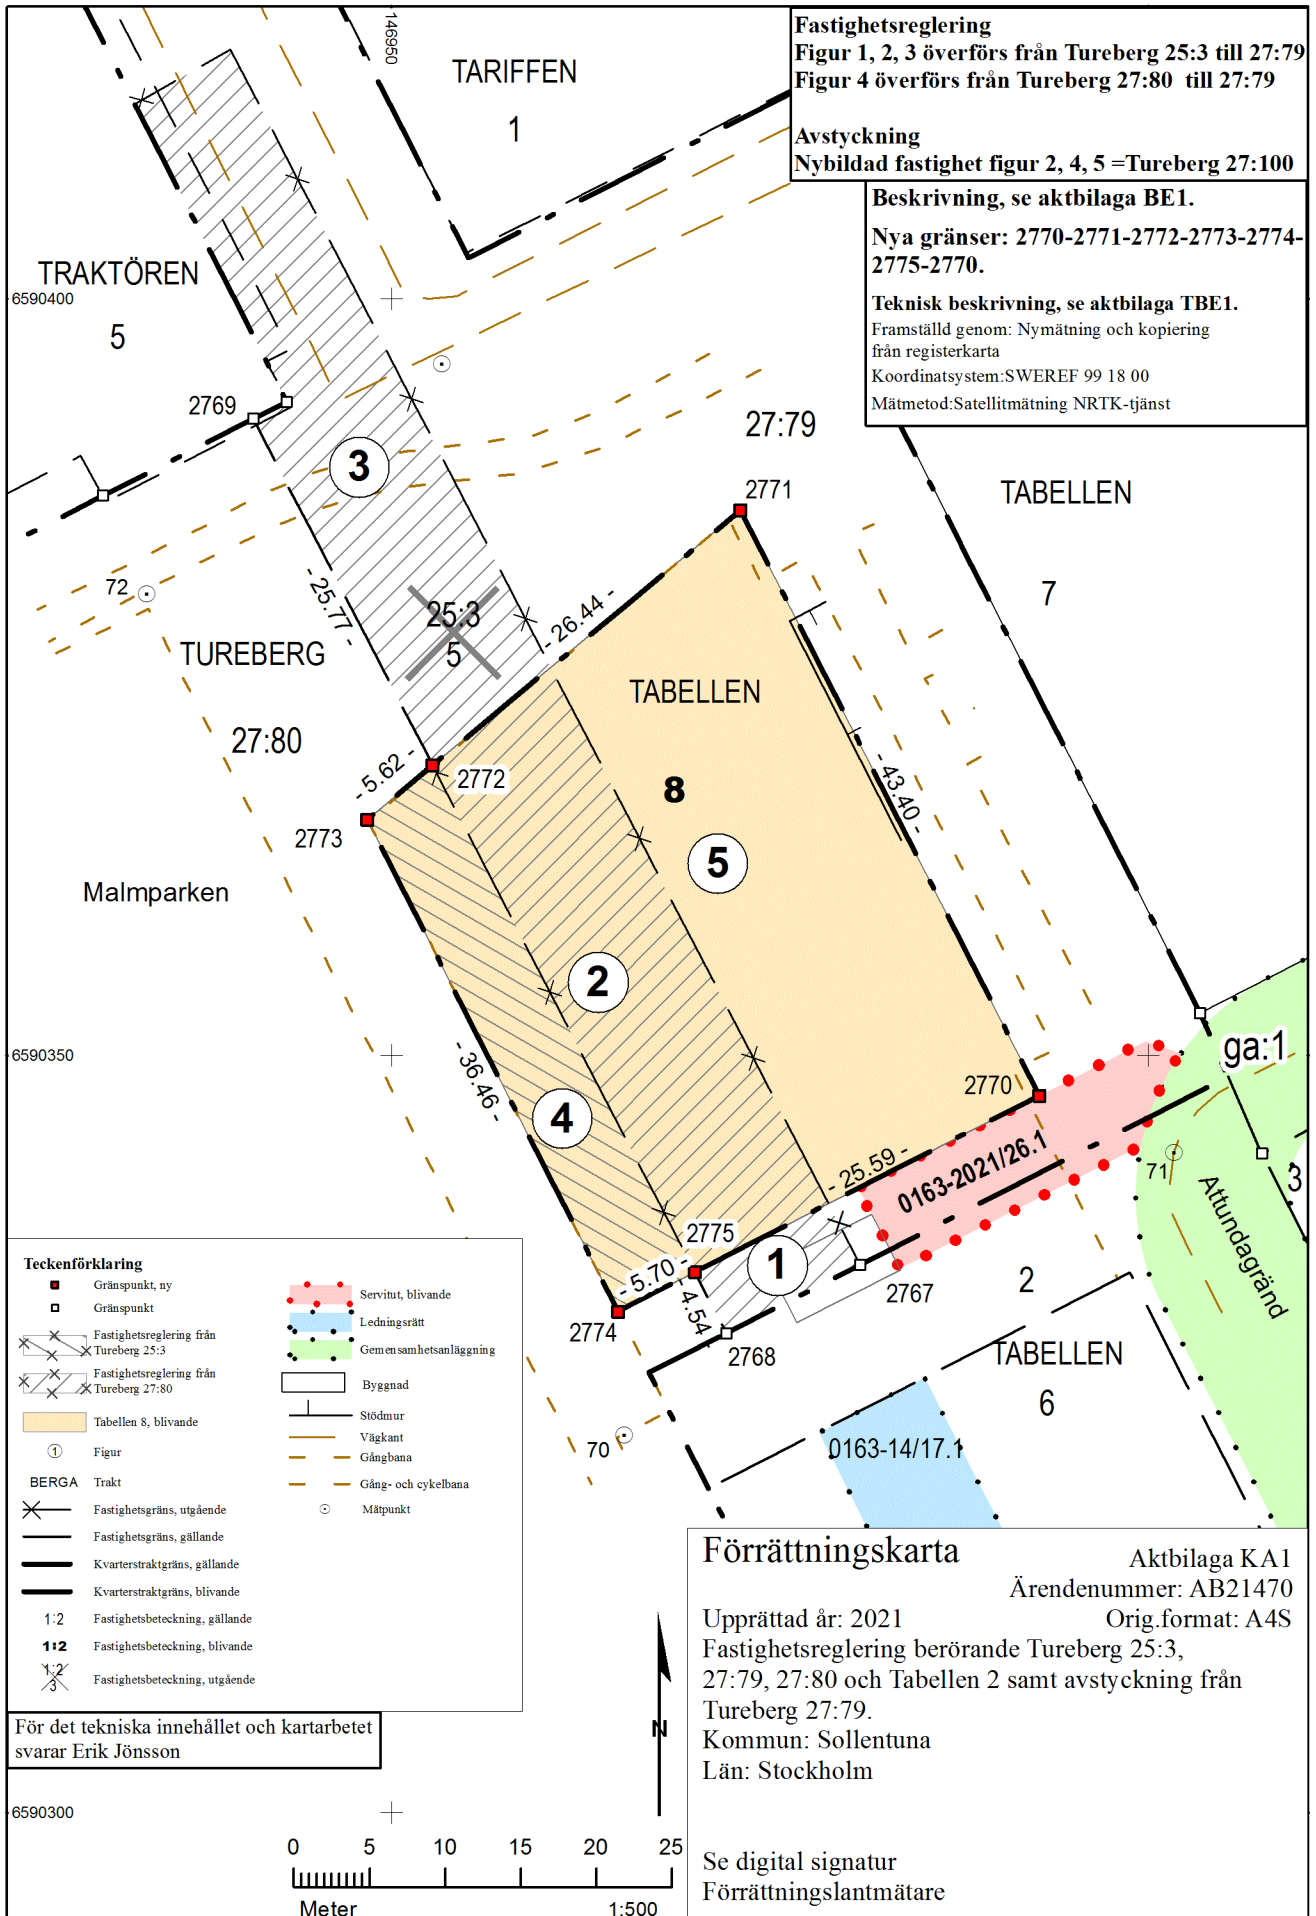 Fastighetsreglering
Figur 1, 2, 3 överförs från Tureberg 25:3 till 27:79
Figur 4 överförs från Tureberg 27:80 till 27:79
Avstyckning
Nybildad fastighet figur 2, 4, 5 =Tureberg 27:100
Beskrivning, se aktbilaga BE1.
Nya gränser: 2770-2771-2772-2773-2774-
2775-2770.
Teknisk beskrivning, se aktbilaga TBE1.
Framställd genom: Nymätning och kopiering
från registerkarta
Koordinatsystem:SWEREF 99 18 00
Mätmetod:Satellitmätning NRTK-tjänst
146950
TARIFFEN
1
TRAKTÖREN
5
6590400
2769
3
27:79
2771
TABELLEN
7
72
- 25.77 -
25:3
5
- 26.44 -
TUREBERG
27:80
TABELLEN
8
- 5.62 -
2772
2773
- 43.40 -
5
Malmparken
2
6590350
- 36.46 -
4
2770
ga:1
- 25.59 -
0163-2021/26.1
71
3
Attundagränd
2775
1
- 5.70 -
- 4.54 -
2774
2767
2768
2
TABELLEN
6
70
0163-14/17.1
Teckenförklaring
Gränspunkt, ny
Gränspunkt
Fastighetsreglering från
Tureberg 25:3
Fastighetsreglering från
Tureberg 27:80
Tabellen 8, blivande
1 Figur
BERGA Trakt
Fastighetsgräns, utgående
Fastighetsgräns, gällande
Kvarterstraktgräns, gällande
Kvarterstraktgräns, blivande
1:2 Fastighetsbeteckning, gällande
1:2 Fastighetsbeteckning, blivande
1:2
3 Fastighetsbeteckning, utgående
Servitut, blivande
Ledningsrätt
Gemensamhetsanläggning
Byggnad
Stödmur
Vägkant
Gångbana
Gång- och cykelbana
Mätpunkt
För det tekniska innehållet och kartarbetet
svarar Erik Jönsson
6590300
N
0 5 10 15 20 25
Meter 1:500
Förrättningskarta
Aktbilaga KA1
Ärendenummer: AB21470
Upprättad år: 2021 Orig.format: A4S
Fastighetsreglering berörande Tureberg 25:3,
27:79, 27:80 och Tabellen 2 samt avstyckning från
Tureberg 27:79.
Kommun: Sollentuna
Län: Stockholm
Se digital signatur
Förrättningslantmätare